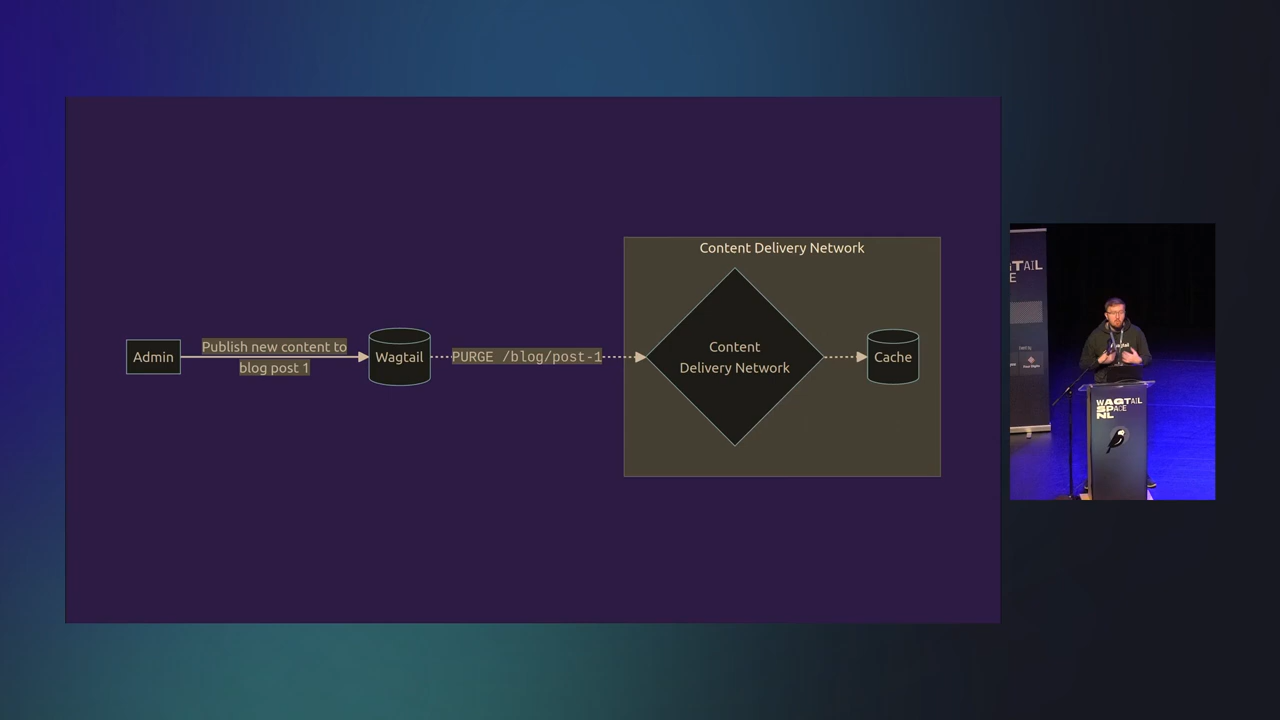 Content Delivery Network
Admin
Publish new content to
blog post 1
Wagtail
PURGE /blog/post-1
Content
Delivery Network
Cache
WAGTAIL
SPACE
NL